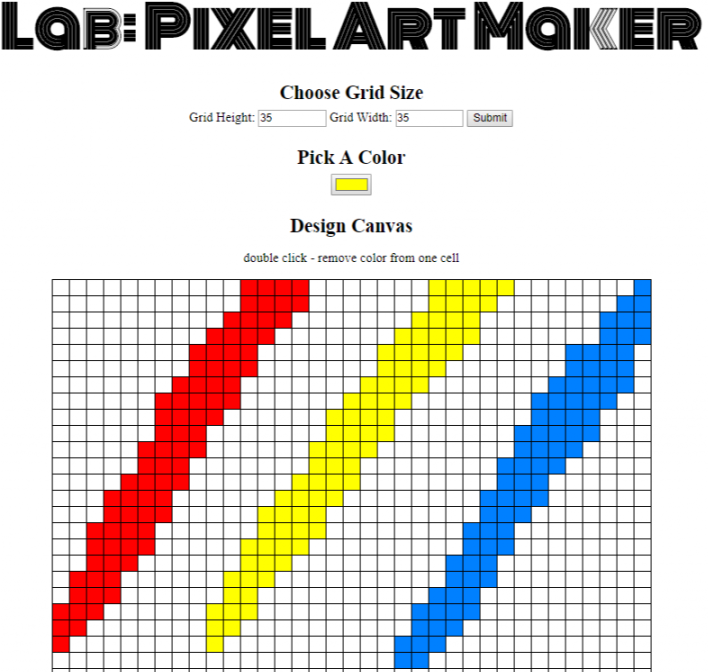 Lab: Pixel Art Maker
Choose Grid Size
Grid Height: 35 Grid Width: 35 Submit
Pick A Color
Design Canvas
double click - remove color from one cell